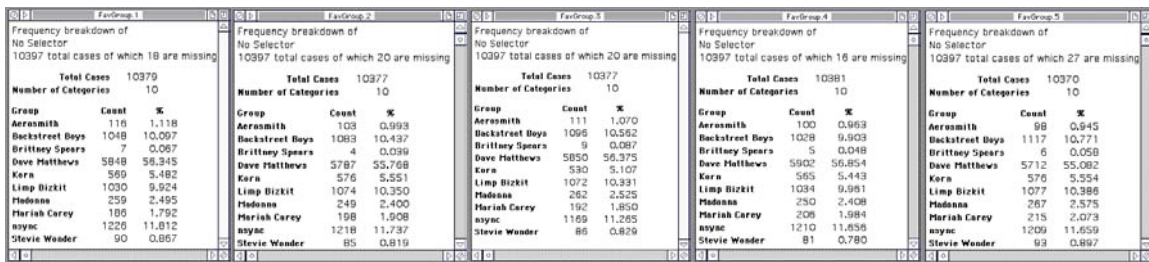 FavGroup.1
Frequency breakdown of
No Selector
10397 total cases of which 18 are missing
Total Cases 10379
Number of Categories 10
Group Count %
Aerosmith 116 1.118
Backstreet Boys 1048 10.097
Brittney Spears 7 0.067
Dave Matthews 5848 56.345
Korn 569 5.482
Limp Bizkit 1030 9.924
Madonna 259 2.495
Mariah Carey 186 1.792
nsync 1226 11.812
Stevie Wonder 90 0.867
FavGroup.2
Frequency breakdown of
No Selector
10397 total cases of which 20 are missing
Total Cases 10377
Number of Categories 10
Group Count %
Aerosmith 103 0.993
Backstreet Boys 1083 10.437
Brittney Spears 4 0.039
Dave Matthews 5787 55.768
Korn 576 5.551
Limp Bizkit 1074 10.350
Madonna 249 2.400
Mariah Carey 198 1.908
nsync 1218 11.737
Stevie Wonder 85 0.819
FavGroup.3
Frequency breakdown of
No Selector
10397 total cases of which 20 are missing
Total Cases 10377
Number of Categories 10
Group Count %
Aerosmith 111 1.070
Backstreet Boys 1096 10.562
Brittney Spears 9 0.087
Dave Matthews 5850 56.375
Korn 530 5.107
Limp Bizkit 1072 10.331
Madonna 262 2.525
Mariah Carey 192 1.850
nsync 1169 11.265
Stevie Wonder 86 0.829
FavGroup.4
Frequency breakdown of
No Selector
10397 total cases of which 16 are missing
Total Cases 10381
Number of Categories 10
Group Count %
Aerosmith 100 0.963
Backstreet Boys 1028 9.903
Brittney Spears 5 0.048
Dave Matthews 5902 56.854
Korn 565 5.443
Limp Bizkit 1034 9.961
Madonna 250 2.408
Mariah Carey 206 1.984
nsync 1210 11.656
Stevie Wonder 81 0.780
FavGroup.5
Frequency breakdown of
No Selector
10397 total cases of which 27 are missing
Total Cases 10370
Number of Categories 10
Group Count %
Aerosmith 98 0.945
Backstreet Boys 1117 10.771
Brittney Spears 6 0.058
Dave Matthews 5712 55.082
Korn 576 5.554
Limp Bizkit 1077 10.386
Madonna 267 2.575
Mariah Carey 215 2.073
nsync 1209 11.659
Stevie Wonder 93 0.897